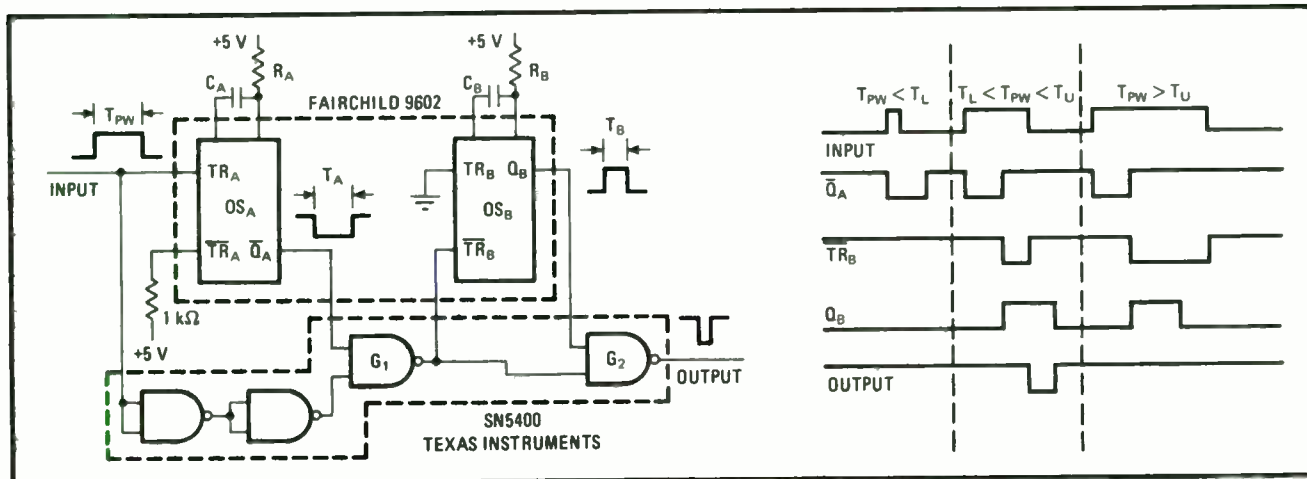 +5 V
R_A
C_A
+5 V
R_B
C_B
FAIRCHILD 9602
T_PW
INPUT
TR_A
OS_A
T̅R̅_A Q̅_A
T_A
TR_B Q_B
OS_B
T̅R̅_B
T_B
1 kΩ
+5 V
G₁
G₂
OUTPUT
SN5400
TEXAS INSTRUMENTS
T_PW < T_L
T_L < T_PW < T_U
T_PW > T_U
INPUT
Q̅_A
T̅R̅_B
Q_B
OUTPUT